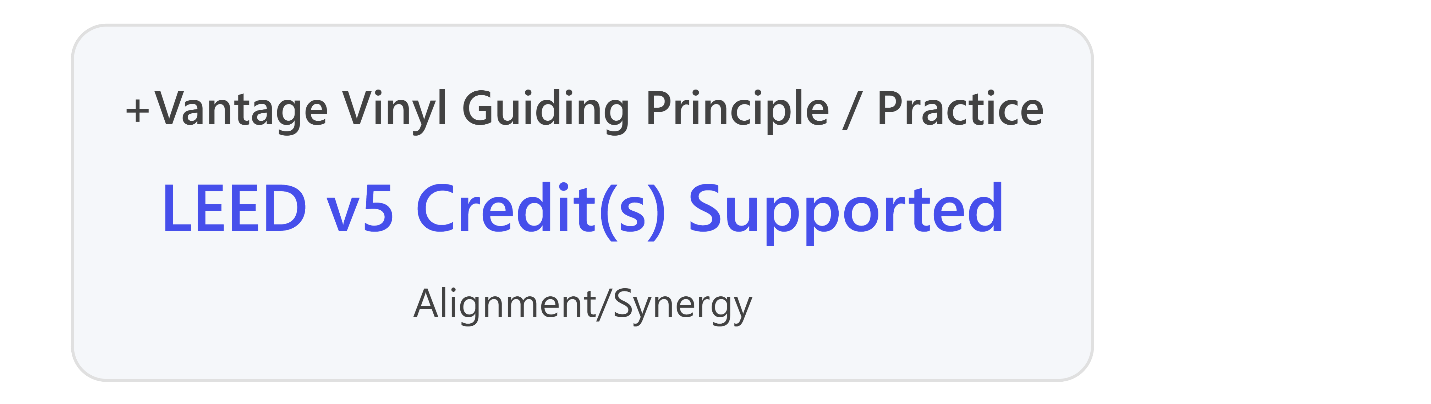 +Vantage Vinyl Guiding Principle / Practice
LEED v5 Credit(s) Supported
Alignment/Synergy